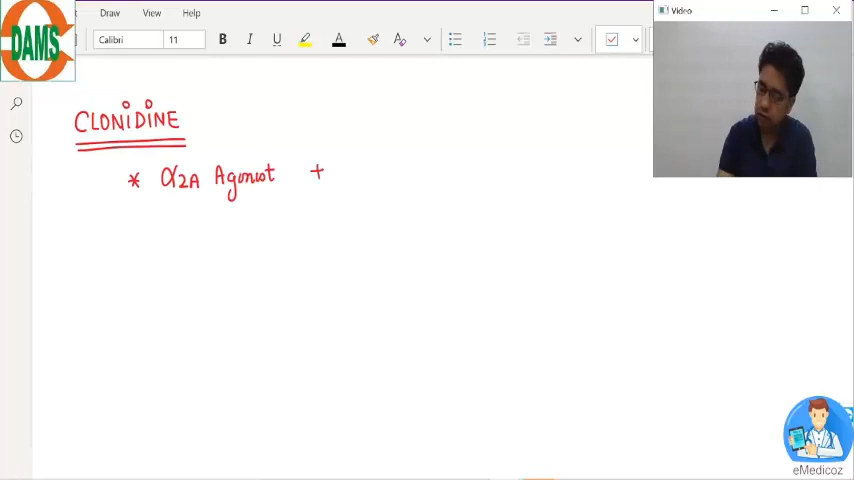 DAMS
Draw View Help
Video
Calibri 11 B I U A A
CLONIDINE
* α2A Agonist +
eMedicoz